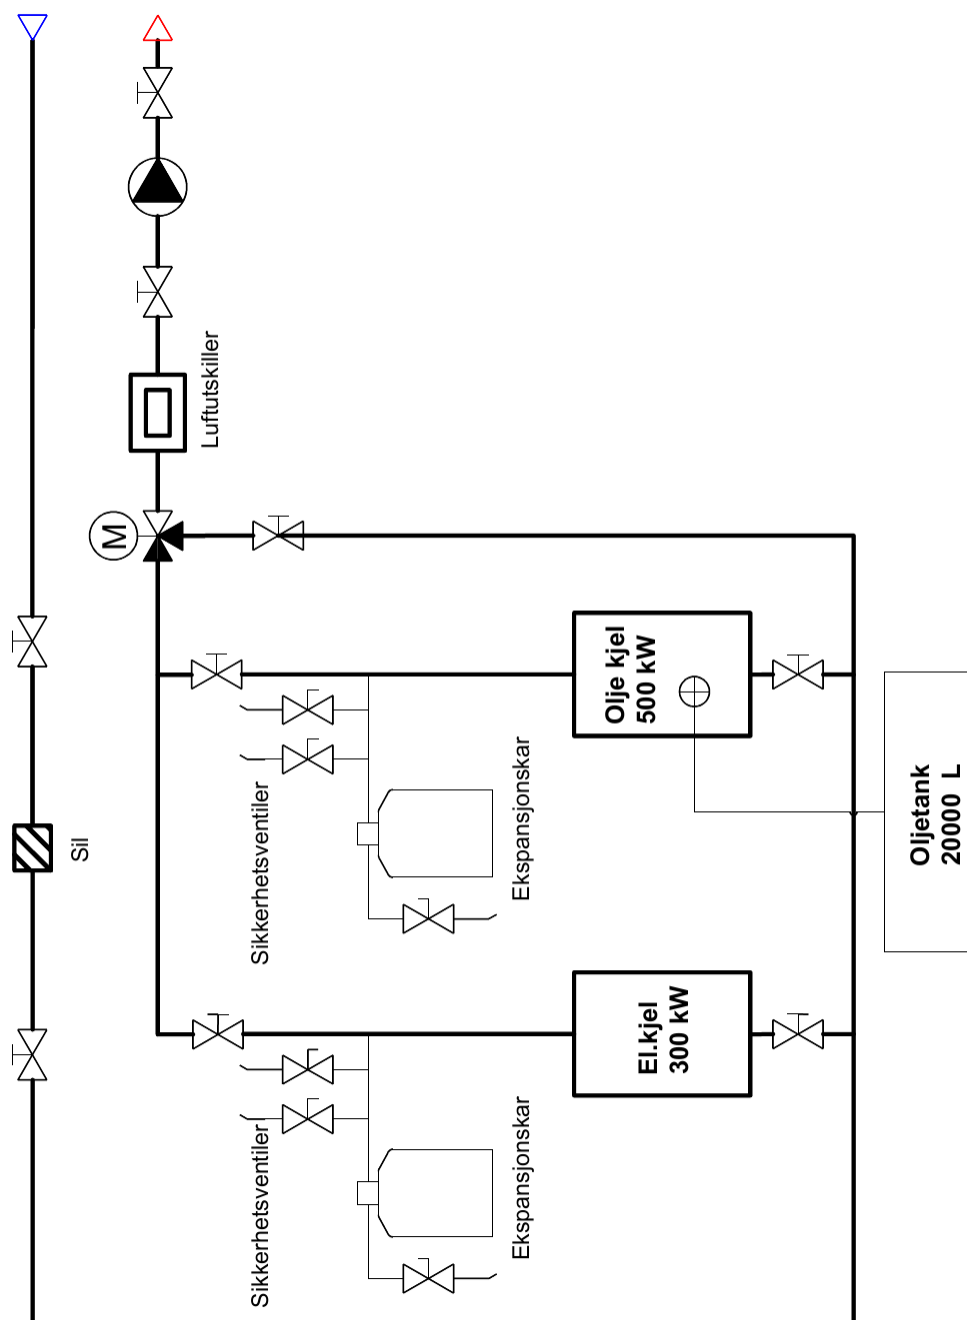 Luftutskiller
M
Sil
Olje kjel
500 kW
Sikkerhetsventiler
Ekspansjonskar
Oljetank
20000 L
El.kjel
300 kW
Sikkerhetsventiler
Ekspansjonskar